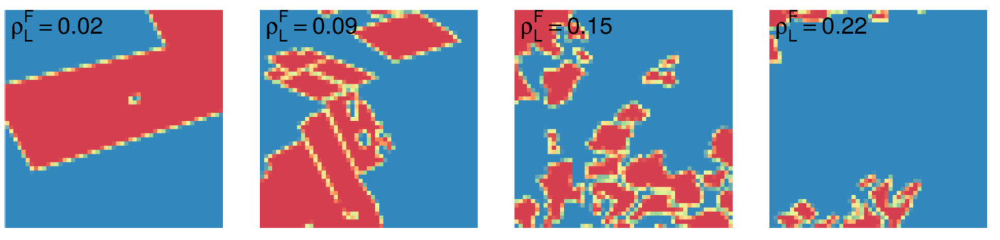 ρ_L^F = 0.02
ρ_L^F = 0.09
ρ_L^F = 0.15
ρ_L^F = 0.22